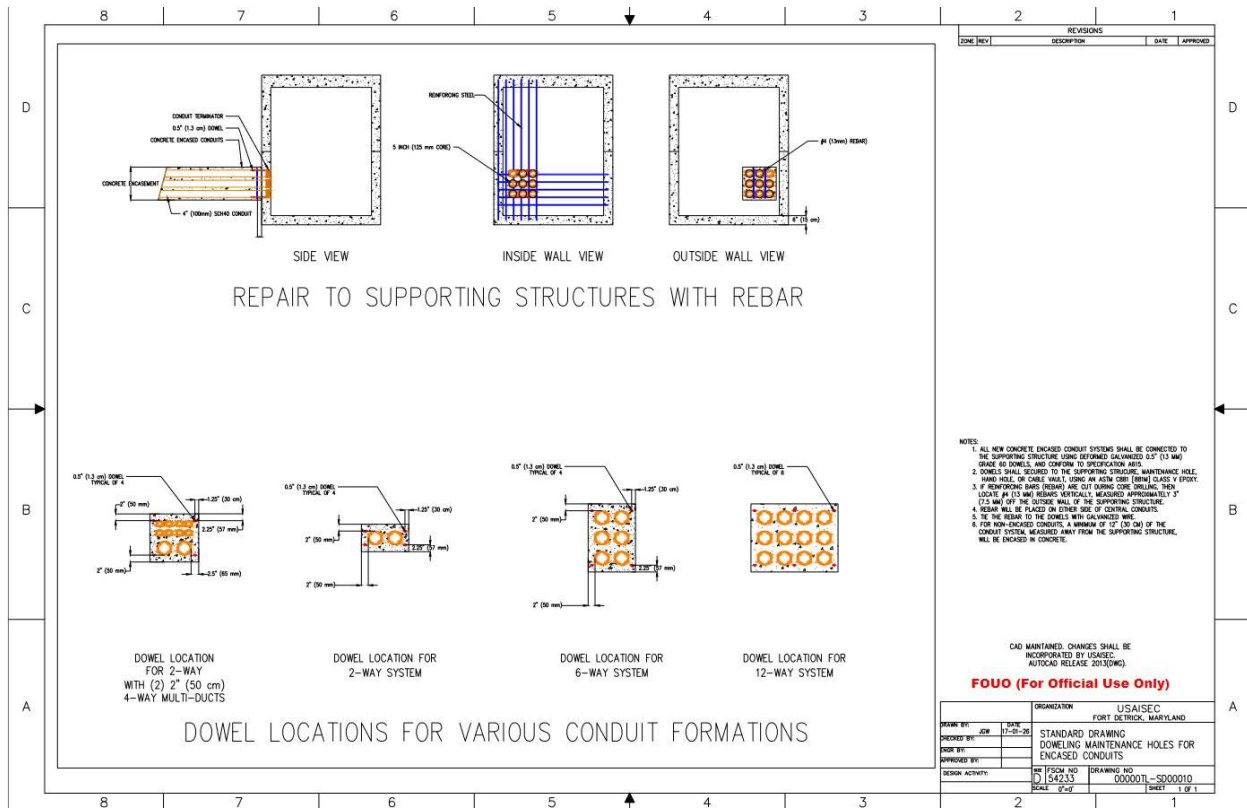 8 7 6 5 4 3 2 1
REVISIONS
ZONE REV DESCRIPTION DATE APPROVED
D
D
CONDUIT TERMINATOR
0.5" (1.3 cm) DOWEL
CONCRETE ENCASED CONDUITS
CONCRETE ENCASEMENT
4" (100mm) SCH40 CONDUIT
REINFORCING STEEL
5 INCH (125 mm CORE)
#4 (13mm) REBAR)
6" (15 cm)
SIDE VIEW
INSIDE WALL VIEW
OUTSIDE WALL VIEW
REPAIR TO SUPPORTING STRUCTURES WITH REBAR
C
C
B
B
0.5" (1.3 cm) DOWEL
TYPICAL OF 4
2" (50 mm)
1.25" (30 cm)
2.25" (57 mm)
2" (50 mm)
2.5" (65 mm)
DOWEL LOCATION
FOR 2-WAY
WITH (2) 2" (50 cm)
4-WAY MULTI-DUCTS
0.5" (1.3 cm) DOWEL
TYPICAL OF 4
1.25" (30 cm)
2" (50 mm)
2.25" (57 mm)
2" (50 mm)
DOWEL LOCATION FOR
2-WAY SYSTEM
0.5" (1.3 cm) DOWEL
TYPICAL OF 4
1.25" (30 cm)
2" (50 mm)
2.25" (57 mm)
2" (50 mm)
DOWEL LOCATION FOR
6-WAY SYSTEM
0.5" (1.3 cm) DOWEL
TYPICAL OF 6
DOWEL LOCATION FOR
12-WAY SYSTEM
DOWEL LOCATIONS FOR VARIOUS CONDUIT FORMATIONS
NOTES:
1. ALL NEW CONCRETE ENCASED CONDUIT SYSTEMS SHALL BE CONNECTED TO
THE SUPPORTING STRUCTURE USING DEFORMED GALVANIZED 0.5" (13 MM)
GRADE 60 DOWELS, AND CONFORM TO SPECIFICATION A615.
2. DOWELS SHALL SECURED TO THE SUPPORTING STRUCURE, MAINTENANCE HOLE,
HAND HOLE, OR CABLE VAULT, USING AN ASTM C881 [881M] CLASS V EPOXY.
3. IF REINFORCING BARS (REBAR) ARE CUT DURING CORE DRILLING, THEN
LOCATE #4 (13 MM) REBARS VERTICALLY, MEASURED APPROXIMATELY 3"
(7.5 MM) OFF THE OUTSIDE WALL OF THE SUPPORTING STRUCTURE.
4. REBAR WILL BE PLACED ON EITHER SIDE OF CENTRAL CONDUITS.
5. TIE THE REBAR TO THE DOWELS WITH GALVANIZED WIRE.
6. FOR NON-ENCASED CONDUITS, A MINIMUM OF 12" (30 CM) OF THE
CONDUIT SYSTEM, MEASURED AWAY FROM THE SUPPORTING STRUCTURE,
WILL BE ENCASED IN CONCRETE.
CAD MAINTAINED. CHANGES SHALL BE
INCORPORATED BY USAISEC.
AUTOCAD RELEASE 2013(DWG).
FOUO (For Official Use Only)
A
A
ORGANIZATION USAISEC
FORT DETRICK, MARYLAND
DRAWN BY: JGW DATE 17-01-26
CHECKED BY:
ENGR BY:
APPROVED BY:
DESIGN ACTIVITY:
STANDARD DRAWING
DOWELING MAINTENANCE HOLES FOR
ENCASED CONDUITS
SIZE D FSCM NO 54233 DRAWING NO 00000TL-SD00010
SCALE 0"=0' SHEET 1 OF 1
8 7 6 5 4 3 2 1